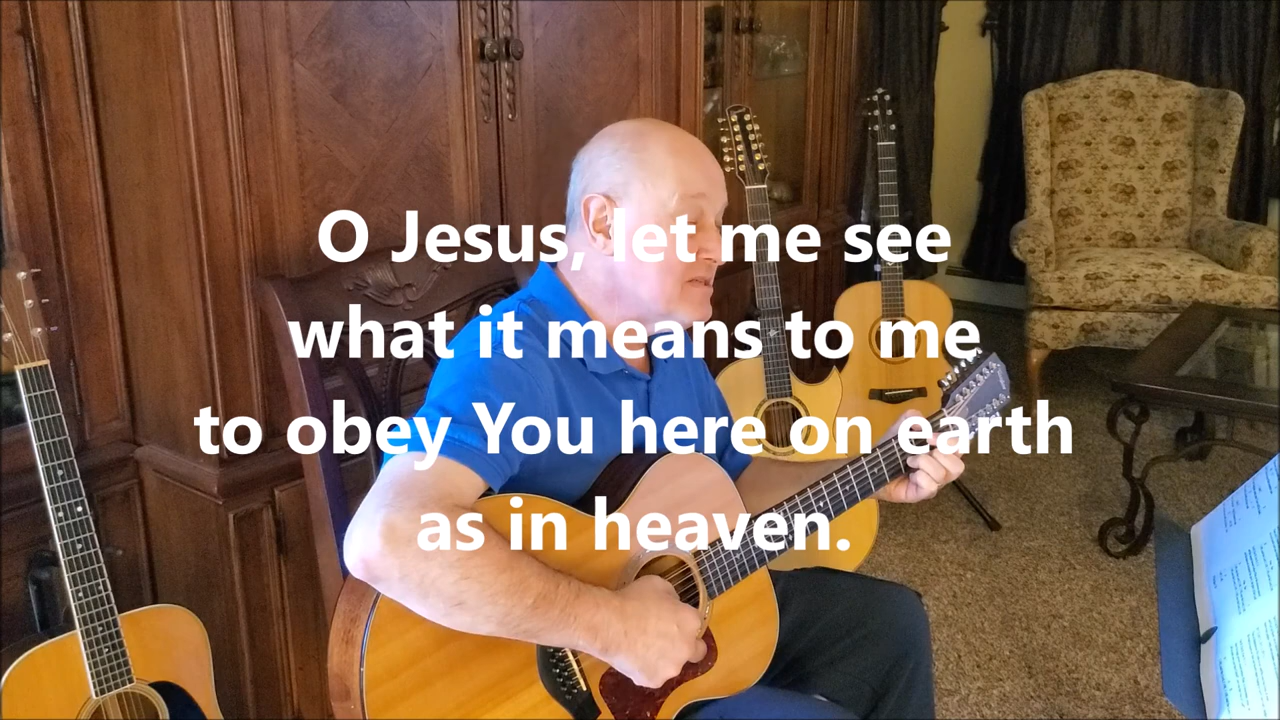 O Jesus, let me see
what it means to me
to obey You here on earth
as in heaven.